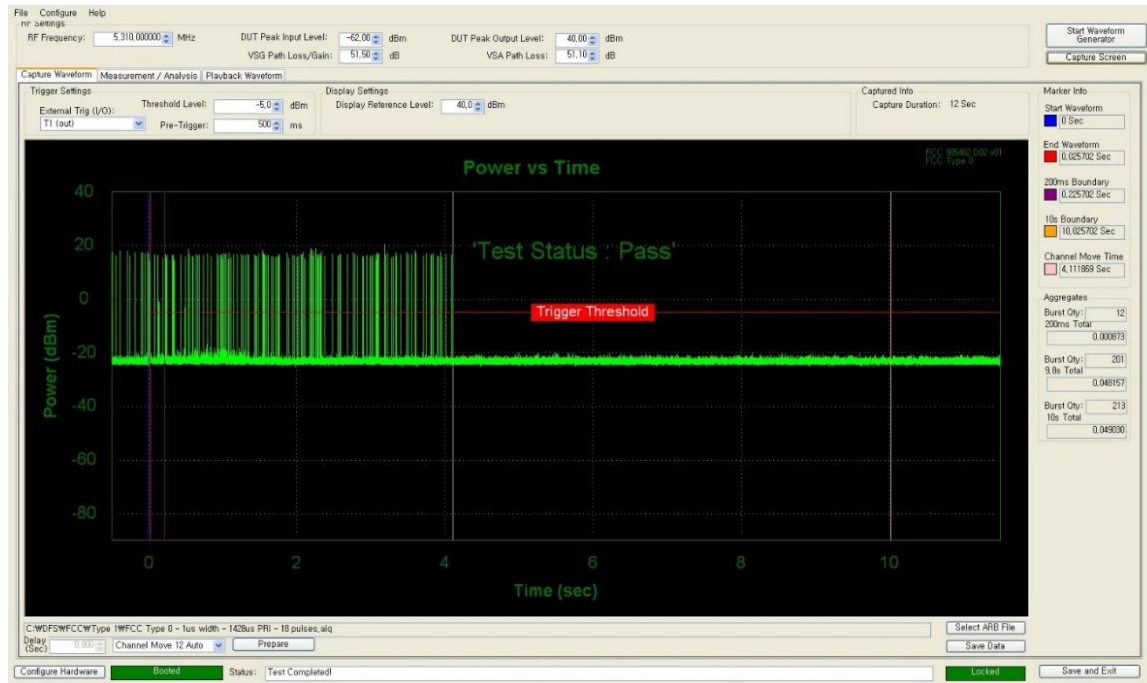 File Configure Help
RF Settings
RF Frequency: 5,310,000000 MHz DUT Peak Input Level: -62,00 dBm DUT Peak Output Level: 40,00 dBm
VSG Path Loss/Gain: 51,50 dB VSA Path Loss: 51,10 dB
Start Waveform Generator
Capture Screen
Capture Waveform Measurement / Analysis Playback Waveform
Trigger Settings
External Trig (I/O):
T1 (out)
Threshold Level: -5,0 dBm
Pre-Trigger: 500 ms
Display Settings
Display Reference Level: 40,0 dBm
Captured Info
Capture Duration: 12 Sec
FCC 905462 D02 v01
FCC Type 0
Power vs Time
'Test Status : Pass'
Trigger Threshold
Power (dBm)
40
20
0
-20
-40
-60
-80
0 2 4 6 8 10
Time (sec)
Marker Info
Start Waveform
0 Sec
End Waveform
0,025702 Sec
200ms Boundary
0,225702 Sec
10s Boundary
10,025702 Sec
Channel Move Time
4,111869 Sec
Aggregates
Burst Qty: 12
200ms Total
0,000873
Burst Qty: 201
9.8s Total
0,048157
Burst Qty: 213
10s Total
0,049030
C:₩DFS₩FCC₩Type 1₩FCC Type 0 - 1us width - 1428us PRI - 18 pulses,aiq
Select ARB File
Delay (Sec) 0,000 Channel Move 12 Auto Prepare
Save Data
Configure Hardware Booted Status: Test Completed! Locked Save and Exit